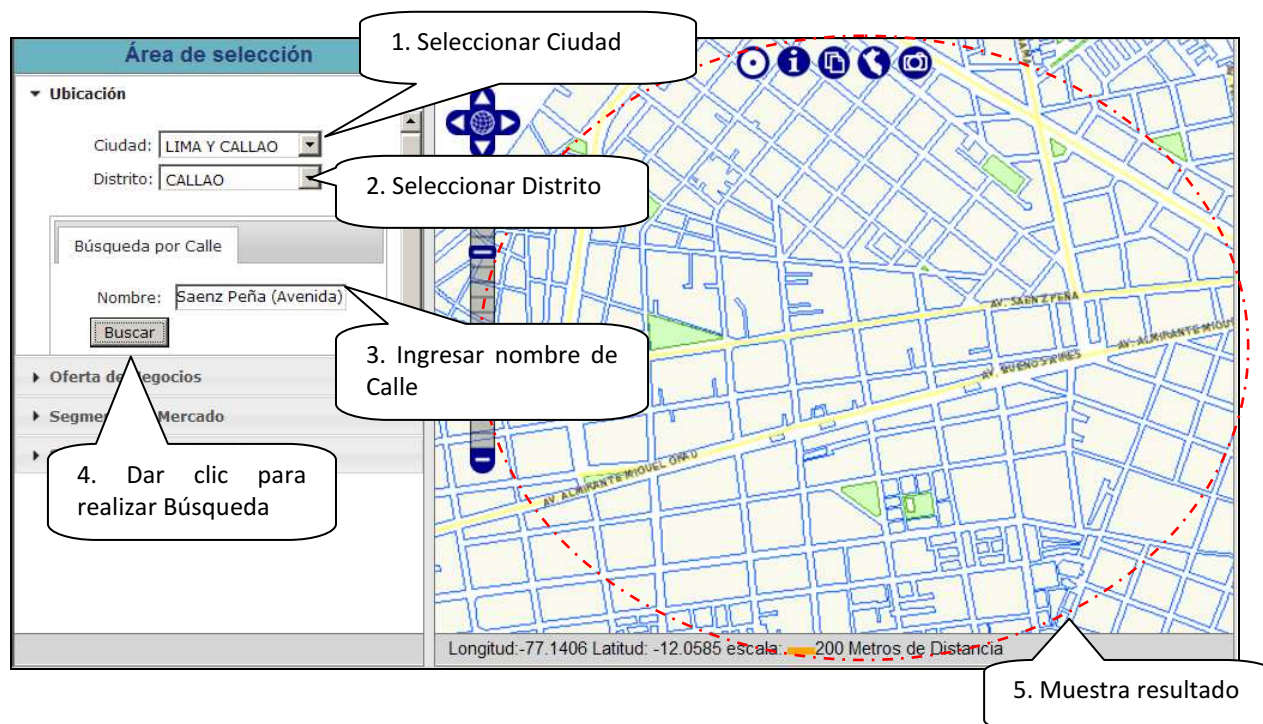 1. Seleccionar Ciudad
Área de selección
Ubicación
Ciudad: LIMA Y CALLAO
Distrito: CALLAO
2. Seleccionar Distrito
Búsqueda por Calle
Nombre: Saenz Peña (Avenida)
Buscar
3. Ingresar nombre de
Calle
Oferta de Negocios
Mercado
4. Dar clic para
realizar Búsqueda
AV. SAENZ PEÑA
AV. BUENOS AIRES
AV. ALMIRANTE
AV. ALMIRANTE MIGUEL GRAU
Longitud:-77.1406 Latitud: -12.0585 escala: 200 Metros de Distancia
5. Muestra resultado